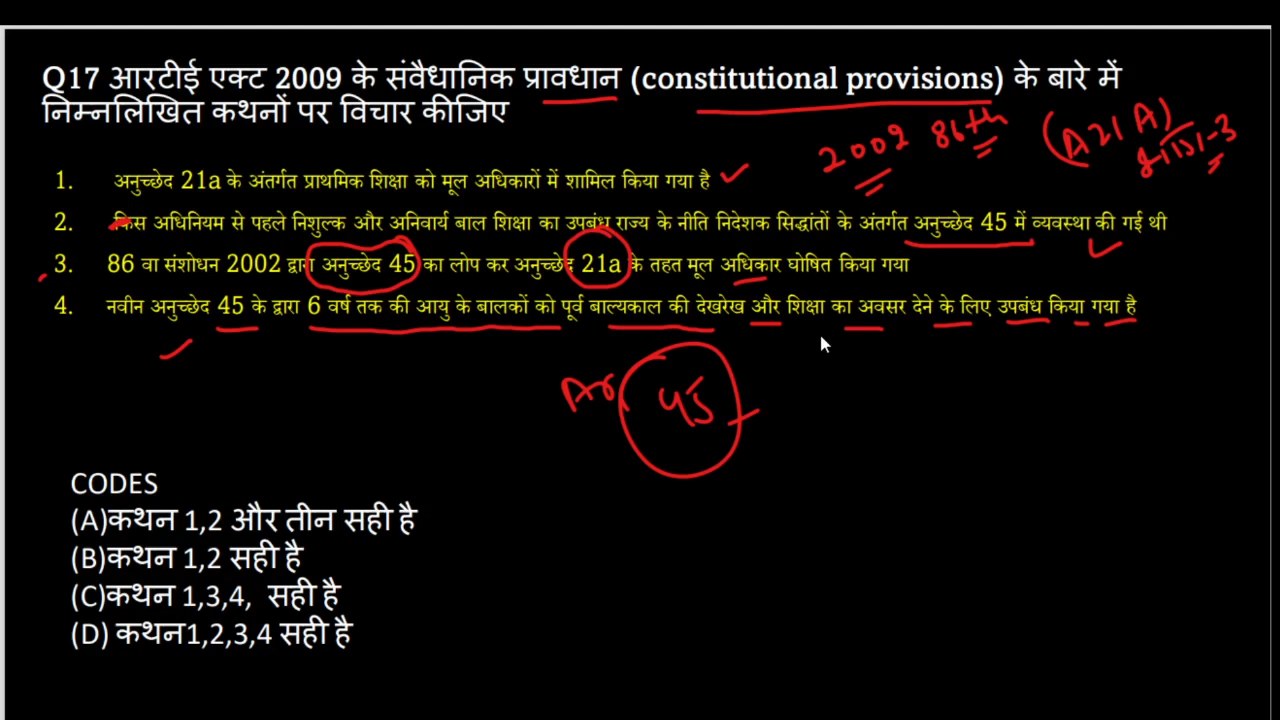 Q17 आरटीई एक्ट 2009 के संवैधानिक प्रावधान (constitutional provisions) के बारे में
निम्नलिखित कथनों पर विचार कीजिए
2002 86th (A21A)
1. अनुच्छेद 21a के अंतर्गत प्राथमिक शिक्षा को मूल अधिकारों में शामिल किया गया है
2. किस अधिनियम से पहले निशुल्क और अनिवार्य बाल शिक्षा का उपबंध राज्य के नीति निदेशक सिद्धांतों के अंतर्गत अनुच्छेद 45 में व्यवस्था की गई थी
3. 86 वा संशोधन 2002 द्वारा अनुच्छेद 45 का लोप कर अनुच्छेद 21a के तहत मूल अधिकार घोषित किया गया
4. नवीन अनुच्छेद 45 के द्वारा 6 वर्ष तक की आयु के बालकों को पूर्व बाल्यकाल की देखरेख और शिक्षा का अवसर देने के लिए उपबंध किया गया है
45
CODES
(A)कथन 1,2 और तीन सही है
(B)कथन 1,2 सही है
(C)कथन 1,3,4, सही है
(D) कथन1,2,3,4 सही है